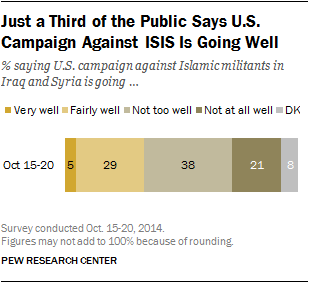 Just a Third of the Public Says U.S.
Campaign Against ISIS Is Going Well
% saying U.S. campaign against Islamic militants in
Iraq and Syria is going ...
Very well Fairly well Not too well Not at all well DK
Oct 15-20 5 29 38 21 8
Survey conducted Oct. 15-20, 2014.
Figures may not add to 100% because of rounding.
PEW RESEARCH CENTER